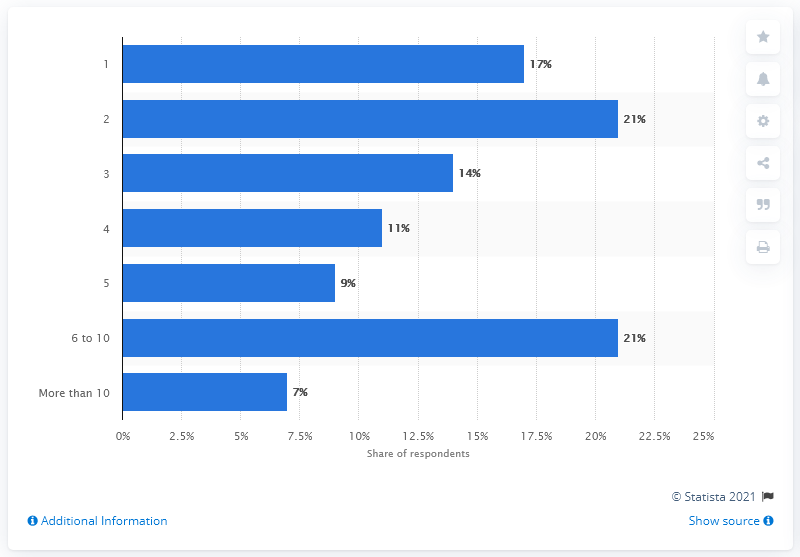 1 17%
2 21%
3 14%
4 11%
5 9%
6 to 10 21%
More than 10 7%
0% 2.5% 5% 7.5% 10% 12.5% 15% 17.5% 20% 22.5% 25%
Share of respondents
© Statista 2021
Additional Information Show source